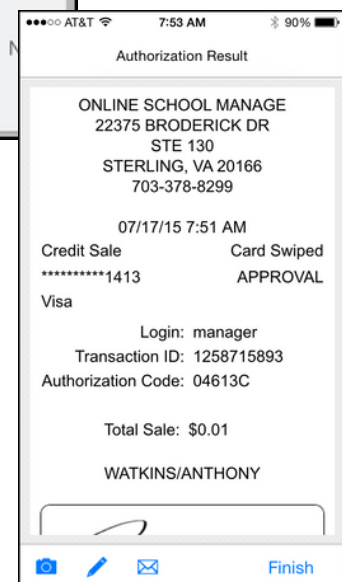 N
AT&T 7:53 AM 90%
Authorization Result
ONLINE SCHOOL MANAGE
22375 BRODERICK DR
STE 130
STERLING, VA 20166
703-378-8299
07/17/15 7:51 AM
Credit Sale Card Swiped
**********1413 APPROVAL
Visa
Login: manager
Transaction ID: 1258715893
Authorization Code: 04613C
Total Sale: $0.01
WATKINS/ANTHONY
Finish